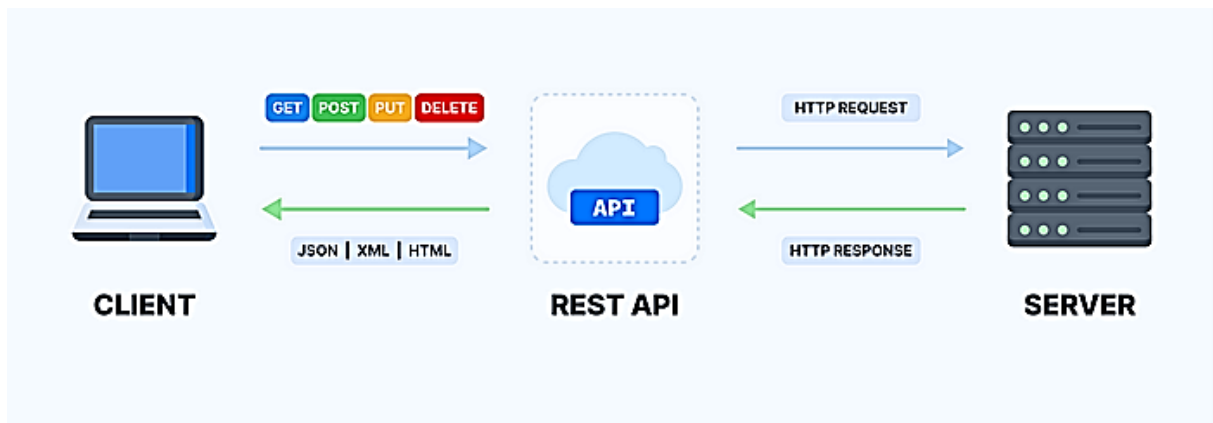 GET POST PUT DELETE
HTTP REQUEST
API
JSON | XML | HTML
HTTP RESPONSE
CLIENT
REST API
SERVER